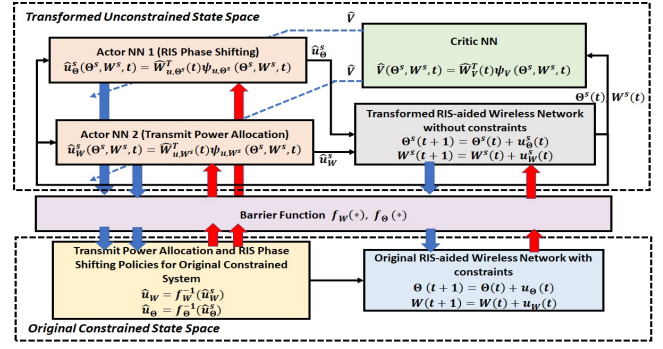 Transformed Unconstrained State Space
V̂
Actor NN 1 (RIS Phase Shifting)
û_Θ^s(Θ^s, W^s, t) = Ŵ_{u,Θ^s}^T(t)ψ_{u,Θ^s}(Θ^s, W^s, t)
û_Θ^s
V̂
Critic NN
V̂(Θ^s, W^s, t) = Ŵ_V^T(t)ψ_V(Θ^s, W^s, t)
Θ^s(t), W^s(t)
Actor NN 2 (Transmit Power Allocation)
û_W^s(Θ^s, W^s, t) = Ŵ_{u,W^s}^T(t)ψ_{u,W^s}(Θ^s, W^s, t)
û_W^s
Transformed RIS-aided Wireless Network
without constraints
Θ^s(t + 1) = Θ^s(t) + u_Θ^s(t)
W^s(t + 1) = W^s(t) + u_W^s(t)
Barrier Function f_W(∗), f_Θ(∗)
Transmit Power Allocation and RIS Phase
Shifting Policies for Original Constrained
System
û_W = f_W^{-1}(û_W^s)
û_Θ = f_Θ^{-1}(û_Θ^s)
Original RIS-aided Wireless Network with
constraints
Θ (t + 1) = Θ(t) + u_Θ(t)
W(t + 1) = W(t) + u_W(t)
Original Constrained State Space